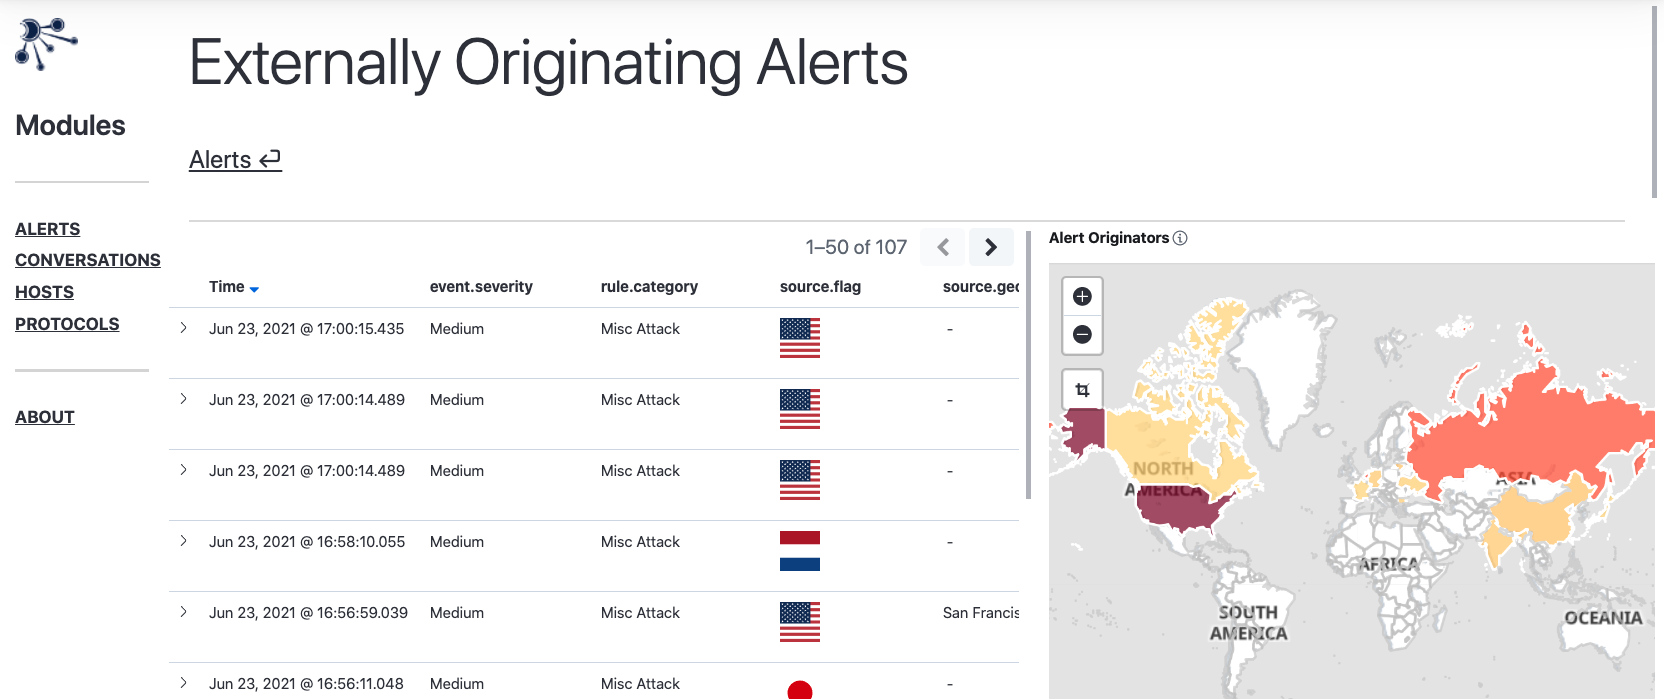 Externally Originating Alerts
Modules
Alerts
ALERTS
CONVERSATIONS
HOSTS
PROTOCOLS
ABOUT
1–50 of 107
Time event.severity rule.category source.flag source.geo
Jun 23, 2021 @ 17:00:15.435 Medium Misc Attack -
Jun 23, 2021 @ 17:00:14.489 Medium Misc Attack -
Jun 23, 2021 @ 17:00:14.489 Medium Misc Attack -
Jun 23, 2021 @ 16:58:10.055 Medium Misc Attack -
Jun 23, 2021 @ 16:56:59.039 Medium Misc Attack San Francis
Jun 23, 2021 @ 16:56:11.048 Medium Misc Attack -
Alert Originators
NORTH
AMERICA
ASIA
AFRICA
SOUTH
AMERICA
OCEANIA